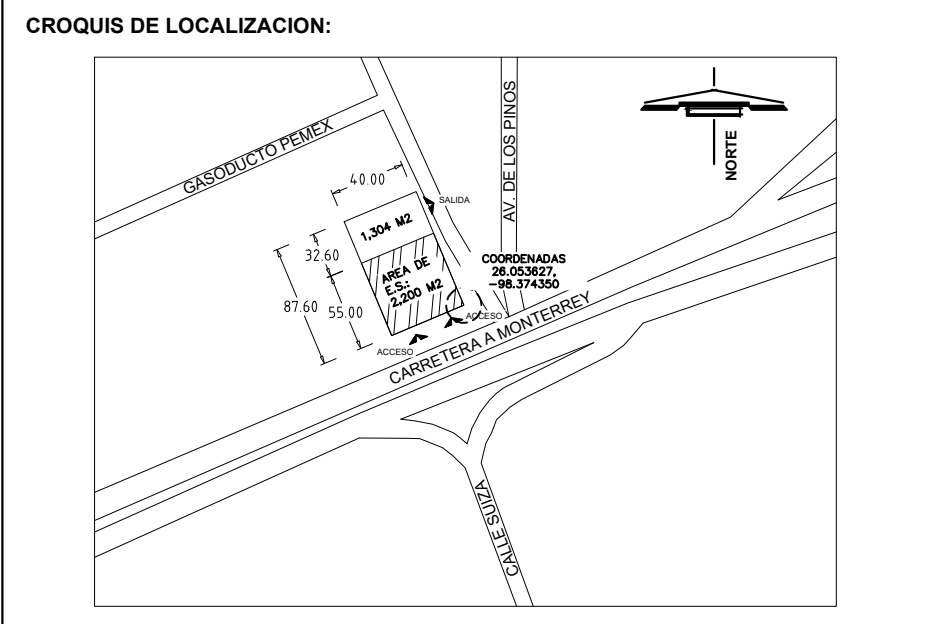 CROQUIS DE LOCALIZACION:
GASODUCTO PEMEX
AV. DE LOS PINOS
NORTE
40.00
SALIDA
1,304 M2
32.60
AREA DE
E.S.:
2,200 M2
COORDENADAS
26.053627,
-98.374350
87.60
55.00
ACCESO
ACCESO
CARRETERA A MONTERREY
CALLE SUIZA